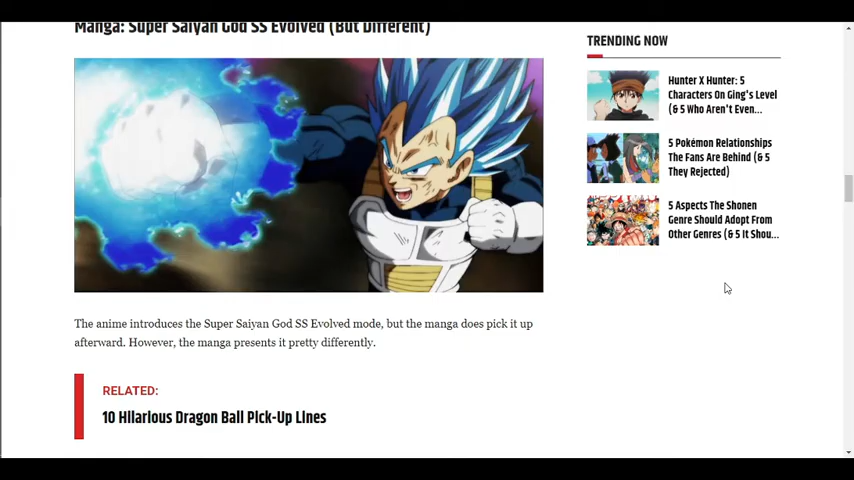 Manga: Super Saiyan God SS Evolved (But Different)
The anime introduces the Super Saiyan God SS Evolved mode, but the manga does pick it up
afterward. However, the manga presents it pretty differently.
RELATED:
10 Hilarious Dragon Ball Pick-Up Lines
TRENDING NOW
Hunter X Hunter: 5
Characters On Ging's Level
(& 5 Who Aren't Even...
5 Pokémon Relationships
The Fans Are Behind (& 5
They Rejected)
5 Aspects The Shonen
Genre Should Adopt From
Other Genres (& 5 It Shou...